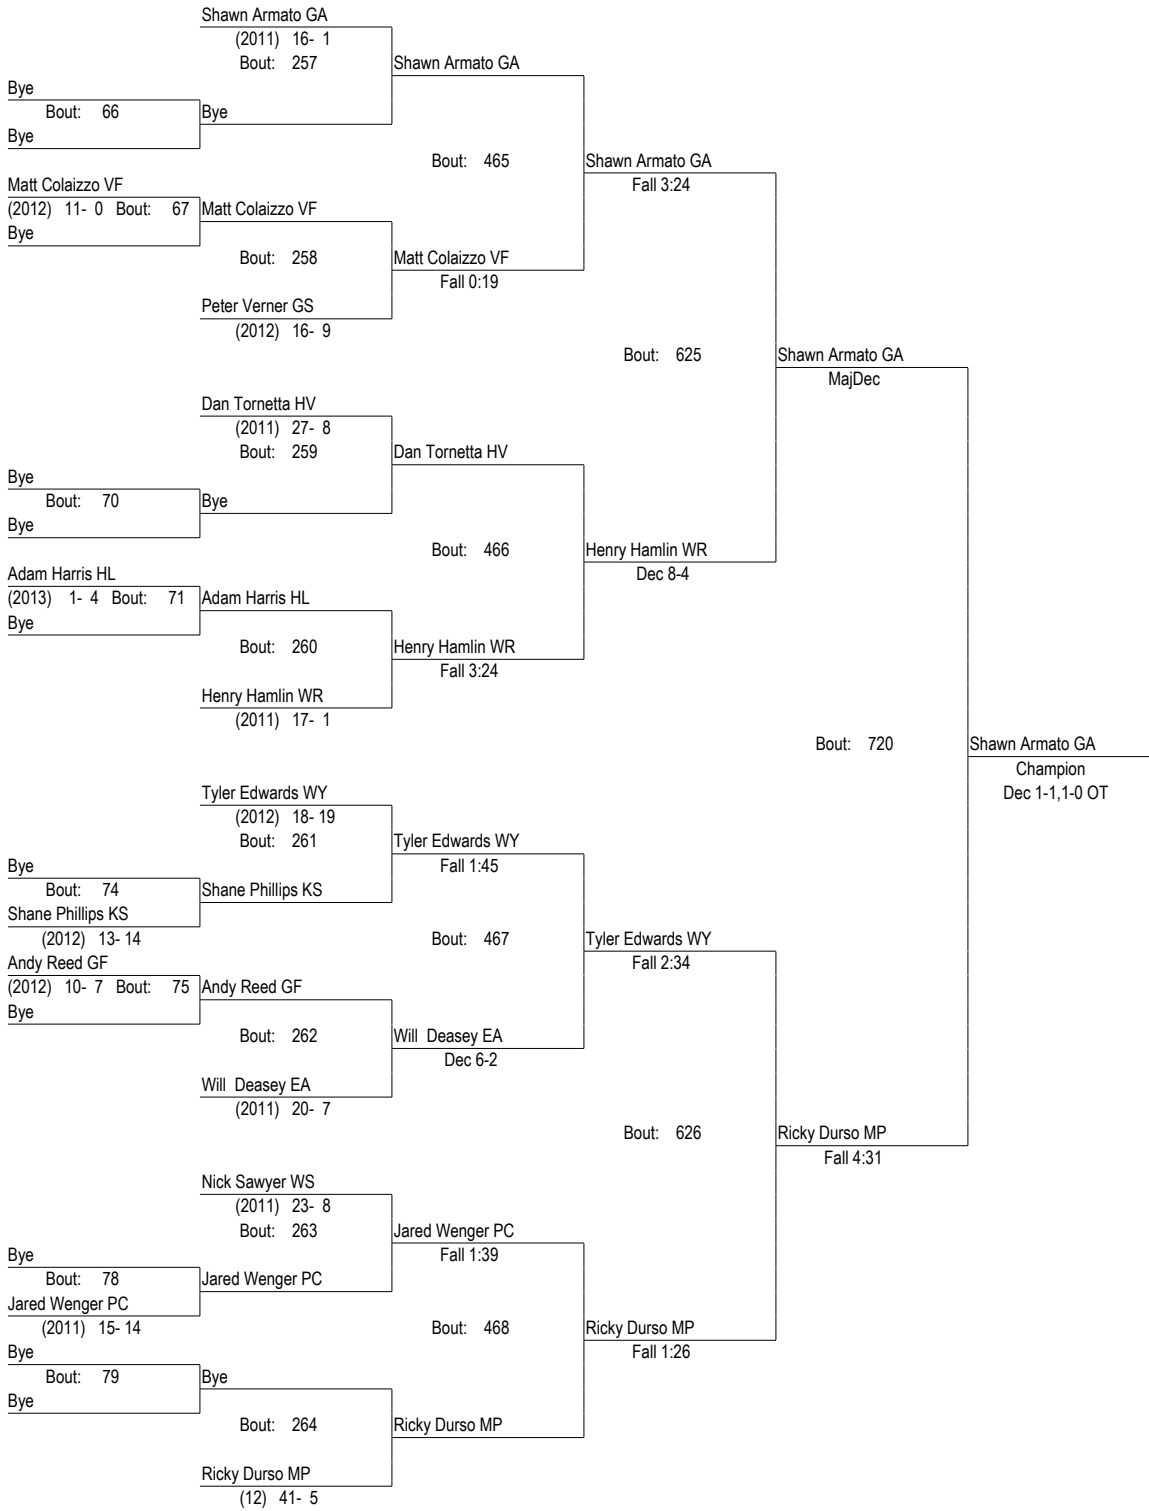 Shawn Armato GA
(2011) 16- 1
Bout: 257
Shawn Armato GA
Bye
Bout: 66
Bye
Bye
Bout: 465
Shawn Armato GA
Fall 3:24
Matt Colaizzo VF
(2012) 11- 0 Bout: 67
Matt Colaizzo VF
Bye
Bout: 258
Matt Colaizzo VF
Fall 0:19
Peter Verner GS
(2012) 16- 9
Bout: 625
Shawn Armato GA
MajDec
Dan Tornetta HV
(2011) 27- 8
Bout: 259
Dan Tornetta HV
Bye
Bout: 70
Bye
Bye
Bout: 466
Henry Hamlin WR
Dec 8-4
Adam Harris HL
(2013) 1- 4 Bout: 71
Adam Harris HL
Bye
Bout: 260
Henry Hamlin WR
Fall 3:24
Henry Hamlin WR
(2011) 17- 1
Bout: 720
Shawn Armato GA
Champion
Dec 1-1,1-0 OT
Tyler Edwards WY
(2012) 18- 19
Bout: 261
Tyler Edwards WY
Fall 1:45
Bye
Bout: 74
Shane Phillips KS
Shane Phillips KS
(2012) 13- 14
Bout: 467
Tyler Edwards WY
Fall 2:34
Andy Reed GF
(2012) 10- 7 Bout: 75
Andy Reed GF
Bye
Bout: 262
Will Deasey EA
Dec 6-2
Will Deasey EA
(2011) 20- 7
Bout: 626
Ricky Durso MP
Fall 4:31
Nick Sawyer WS
(2011) 23- 8
Bout: 263
Jared Wenger PC
Fall 1:39
Bye
Bout: 78
Jared Wenger PC
Jared Wenger PC
(2011) 15- 14
Bout: 468
Ricky Durso MP
Fall 1:26
Bye
Bout: 79
Bye
Bye
Bout: 264
Ricky Durso MP
Ricky Durso MP
(12) 41- 5